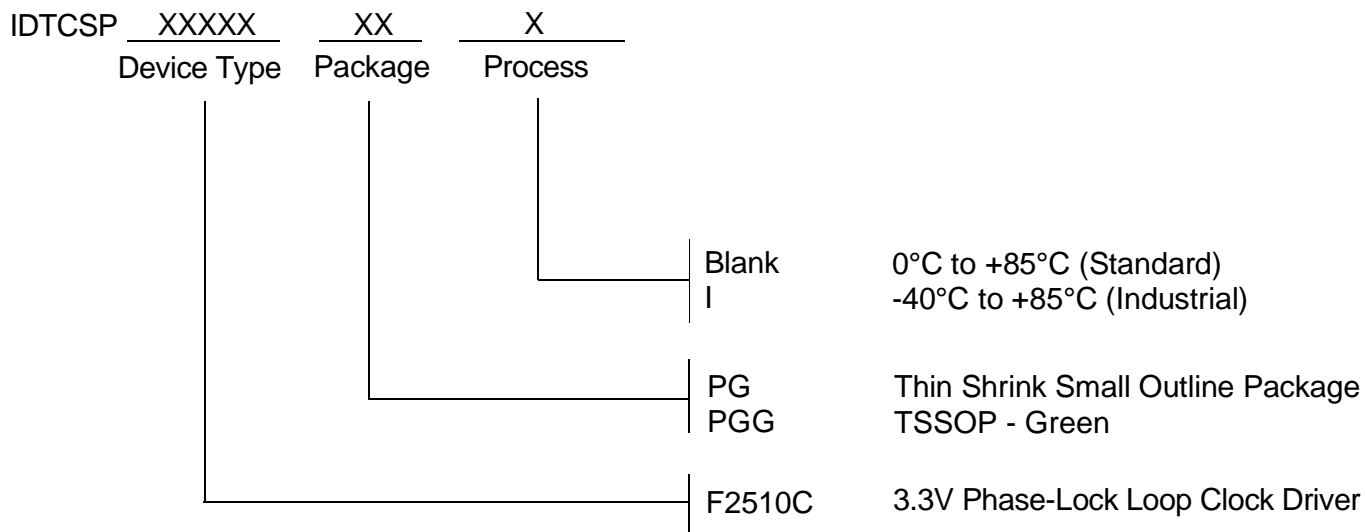 IDTCSP XXXXX XX X
Device Type Package Process
Blank 0°C to +85°C (Standard)
I -40°C to +85°C (Industrial)
PG Thin Shrink Small Outline Package
PGG TSSOP - Green
F2510C 3.3V Phase-Lock Loop Clock Driver